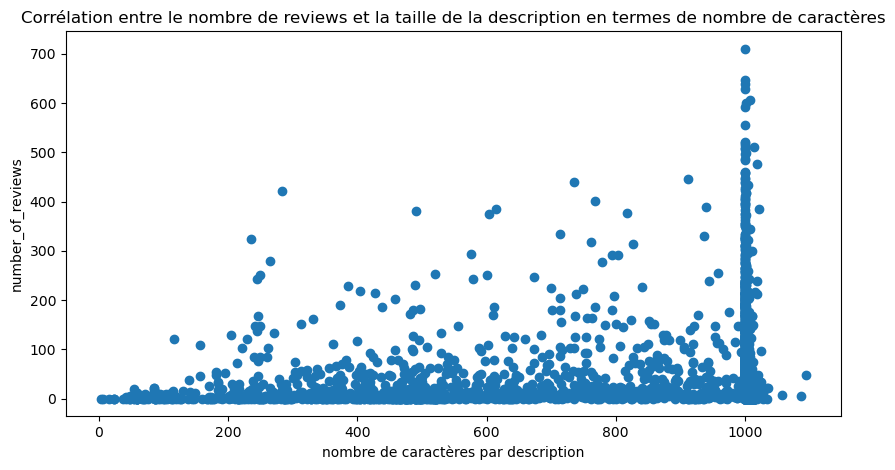 Corrélation entre le nombre de reviews et la taille de la description en termes de nombre de caractères
700
600
500
400
300
200
100
0
number_of_reviews
0 200 400 600 800 1000
nombre de caractères par description